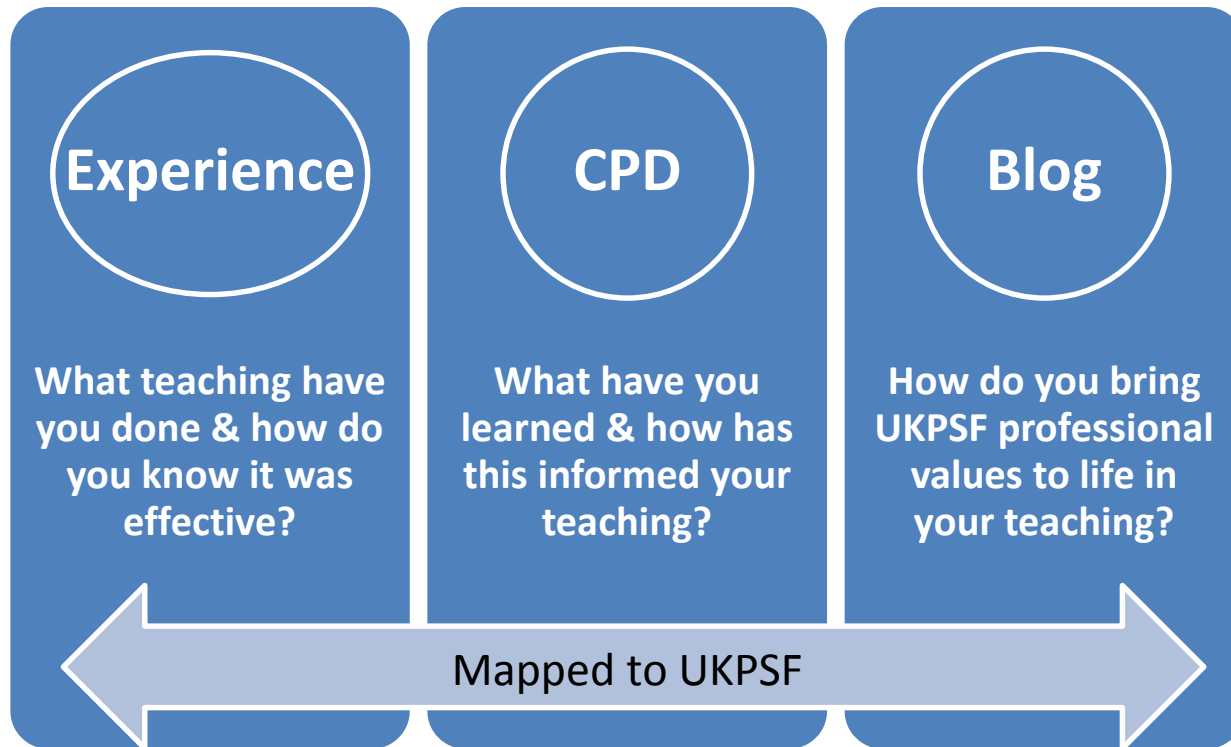 Experience
What teaching have
you done & how do
you know it was
effective?
CPD
What have you
learned & how has
this informed your
teaching?
Blog
How do you bring
UKPSF professional
values to life in
your teaching?
Mapped to UKPSF